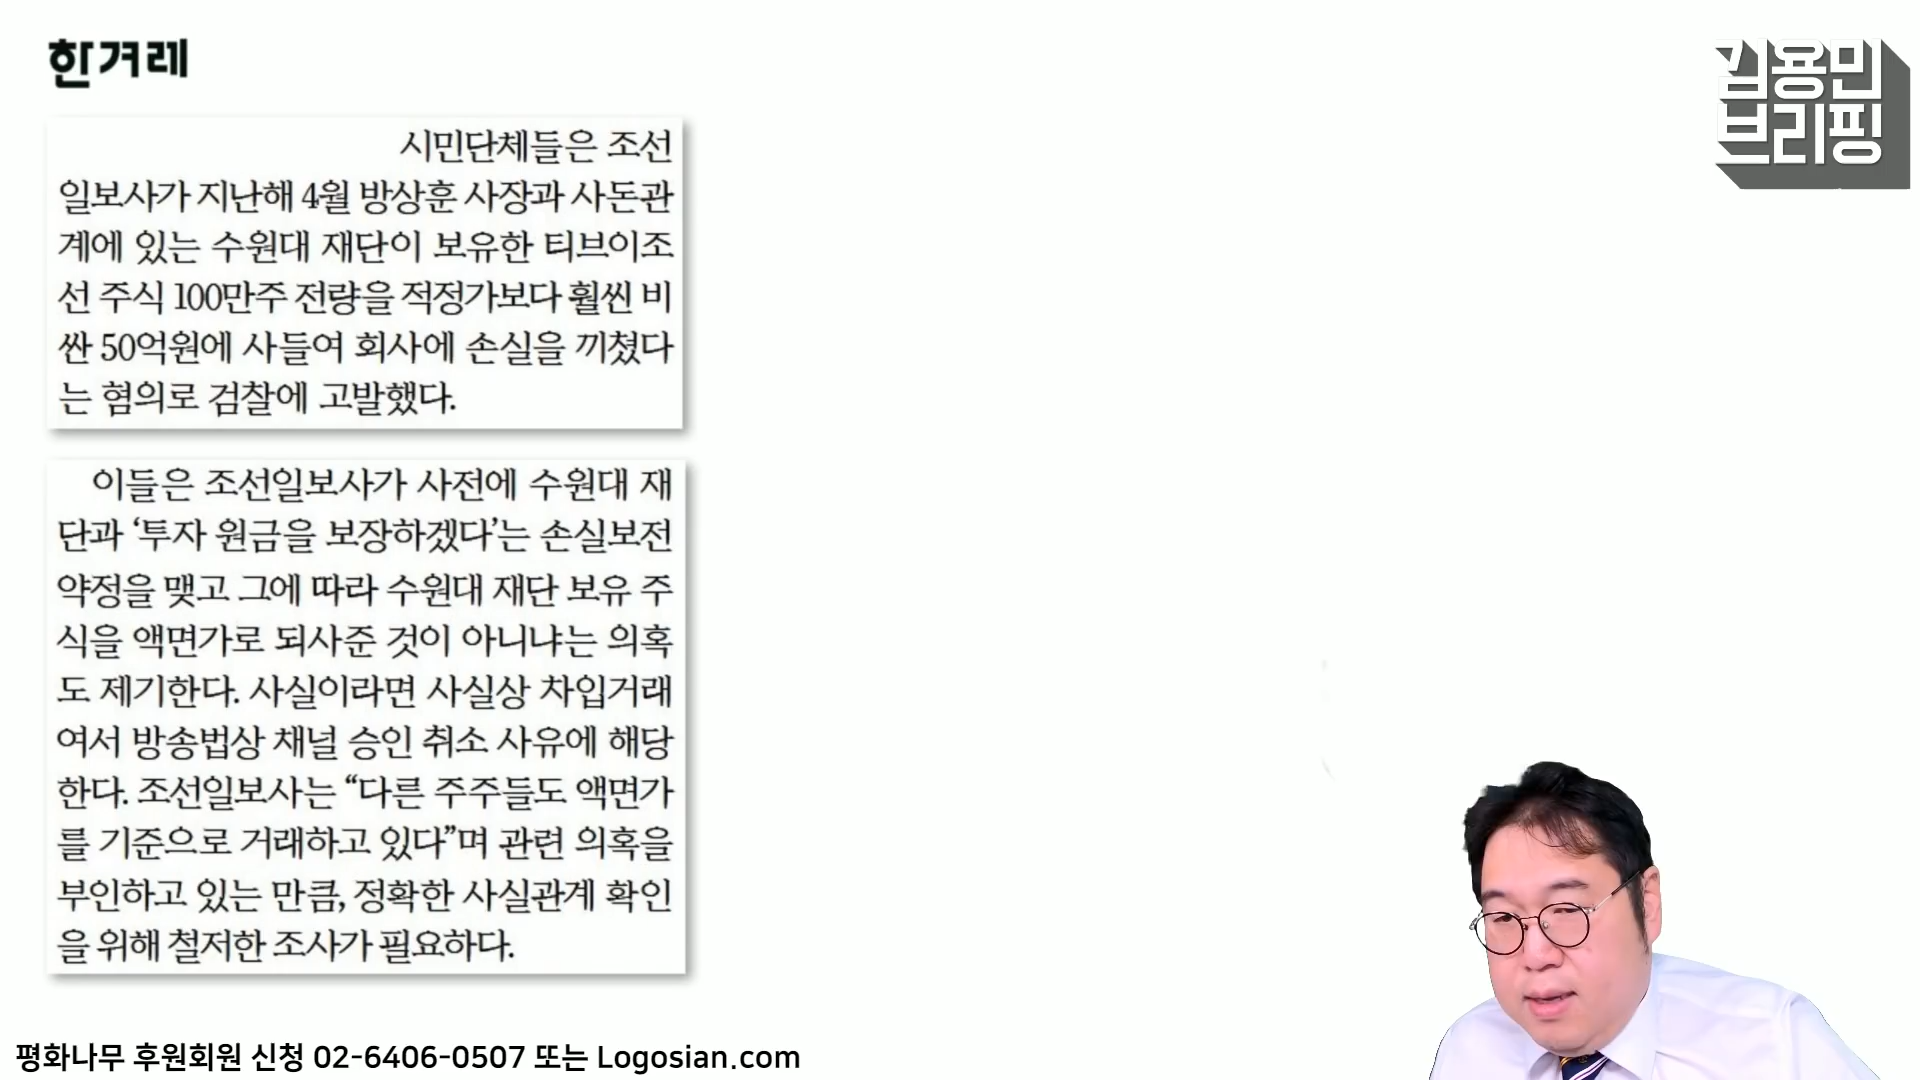 한겨레
김용민
브리핑
시민단체들은 조선
일보사가 지난해 4월 방상훈 사장과 사돈관
계에 있는 수원대 재단이 보유한 티브이조
선 주식 100만주 전량을 적정가보다 훨씬 비
싼 50억원에 사들여 회사에 손실을 끼쳤다
는 혐의로 검찰에 고발했다.
이들은 조선일보사가 사전에 수원대 재
단과 ‘투자 원금을 보장하겠다’는 손실보전
약정을 맺고 그에 따라 수원대 재단 보유 주
식을 액면가로 되사준 것이 아니냐는 의혹
도 제기한다. 사실이라면 사실상 차입거래
여서 방송법상 채널 승인 취소 사유에 해당
한다. 조선일보사는 “다른 주주들도 액면가
를 기준으로 거래하고 있다”며 관련 의혹을
부인하고 있는 만큼, 정확한 사실관계 확인
을 위해 철저한 조사가 필요하다.
평화나무 후원회원 신청 02-6406-0507 또는 Logosian.com